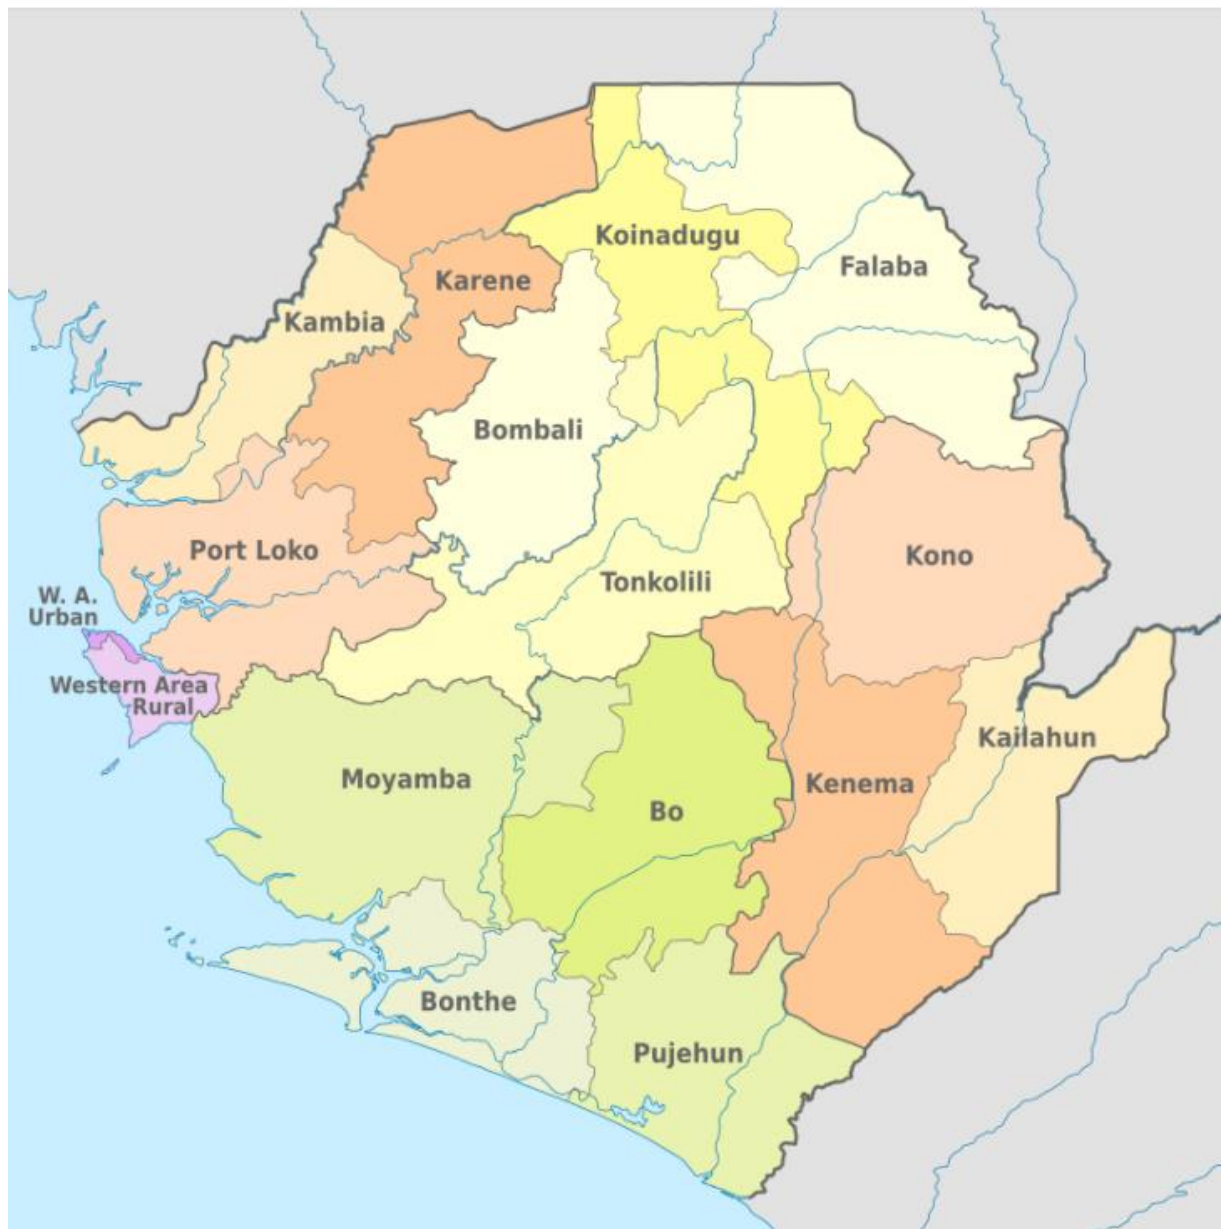 Koinadugu
Falaba
Karene
Kambia
Bombali
Port Loko
Kono
Tonkolili
W. A.
Urban
Western Area
Rural
Kailahun
Moyamba
Kenema
Bo
Bonthe
Pujehun